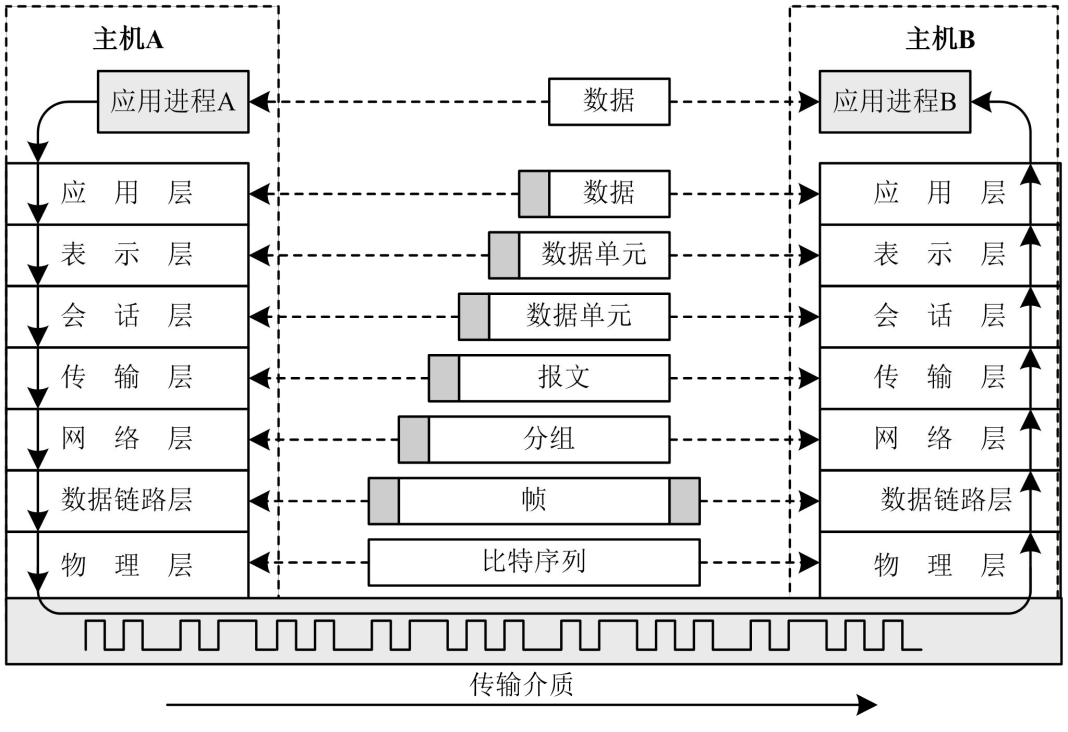 主机A 主机B
应用进程A 数据 应用进程B
应用层 数据 应用层
表示层 数据单元 表示层
会话层 数据单元 会话层
传输层 报文 传输层
网络层 分组 网络层
数据链路层 帧 数据链路层
物理层 比特序列 物理层
传输介质